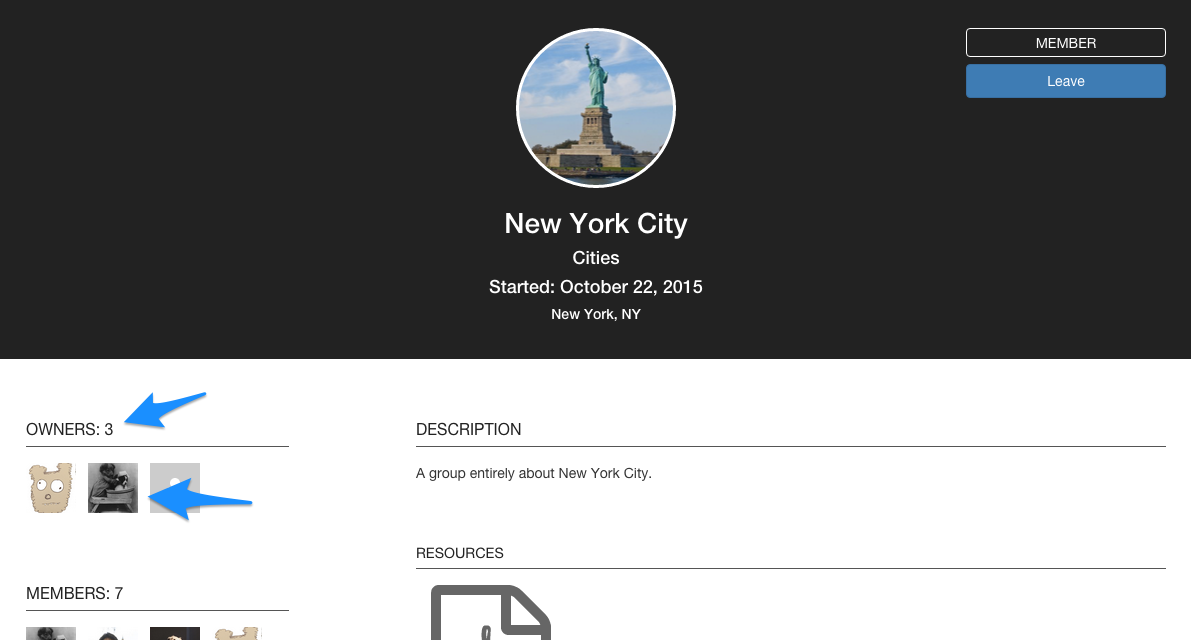 MEMBER
Leave
New York City
Cities
Started: October 22, 2015
New York, NY
OWNERS: 3
DESCRIPTION
A group entirely about New York City.
RESOURCES
MEMBERS: 7